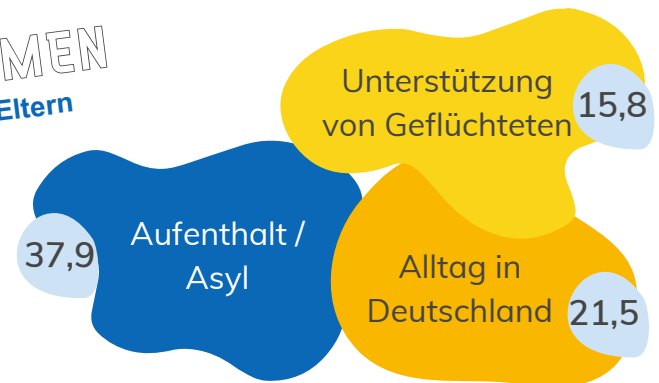 MEN
Eltern
Unterstützung
von Geflüchteten
15,8
37,9
Aufenthalt /
Asyl
Alltag in
Deutschland
21,5